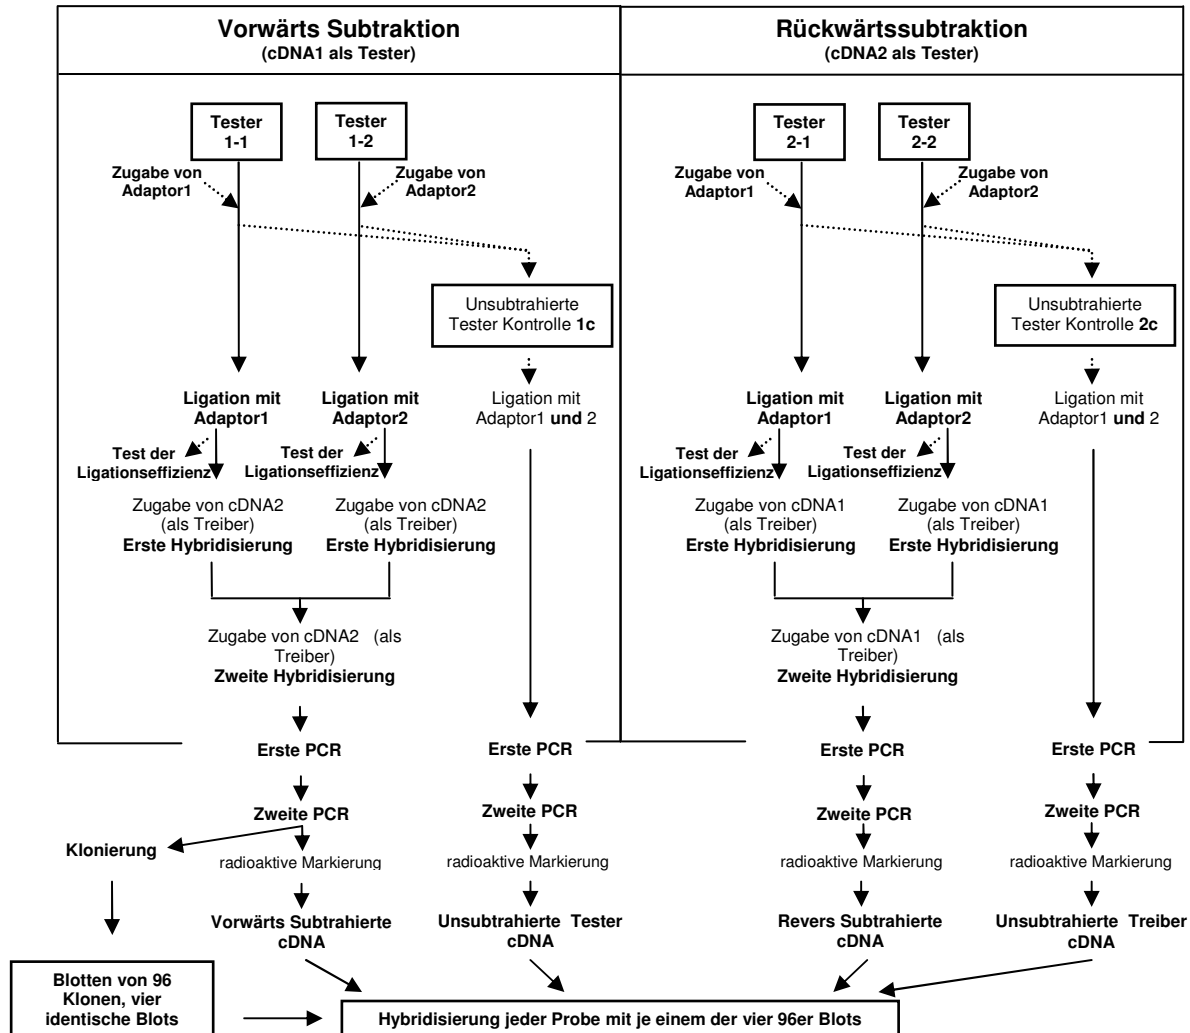 Vorwärts Subtraktion
(cDNA1 als Tester)
Rückwärtssubtraktion
(cDNA2 als Tester)
Tester
1-1
Tester
1-2
Zugabe von
Adaptor1
Zugabe von
Adaptor2
Unsubtrahierte
Tester Kontrolle 1c
Ligation mit
Adaptor1
Ligation mit
Adaptor2
Ligation mit
Adaptor1 und 2
Test der
Ligationseffizienz
Test der
Ligationseffizienz
Zugabe von cDNA2
(als Treiber)
Erste Hybridisierung
Zugabe von cDNA2
(als Treiber)
Erste Hybridisierung
Zugabe von cDNA2 (als
Treiber)
Zweite Hybridisierung
Tester
2-1
Tester
2-2
Zugabe von
Adaptor1
Zugabe von
Adaptor2
Unsubtrahierte
Tester Kontrolle 2c
Ligation mit
Adaptor1
Ligation mit
Adaptor2
Ligation mit
Adaptor1 und 2
Test der
Ligationseffizienz
Test der
Ligationseffizienz
Zugabe von cDNA1
(als Treiber)
Erste Hybridisierung
Zugabe von cDNA1
(als Treiber)
Erste Hybridisierung
Zugabe von cDNA1 (als
Treiber)
Zweite Hybridisierung
Erste PCR
Erste PCR
Erste PCR
Erste PCR
Zweite PCR
Zweite PCR
Zweite PCR
Zweite PCR
Klonierung
radioaktive Markierung
radioaktive Markierung
radioaktive Markierung
radioaktive Markierung
Vorwärts Subtrahierte
cDNA
Unsubtrahierte Tester
cDNA
Revers Subtrahierte
cDNA
Unsubtrahierte Treiber
cDNA
Blotten von 96
Klonen, vier
identische Blots
Hybridisierung jeder Probe mit je einem der vier 96er Blots